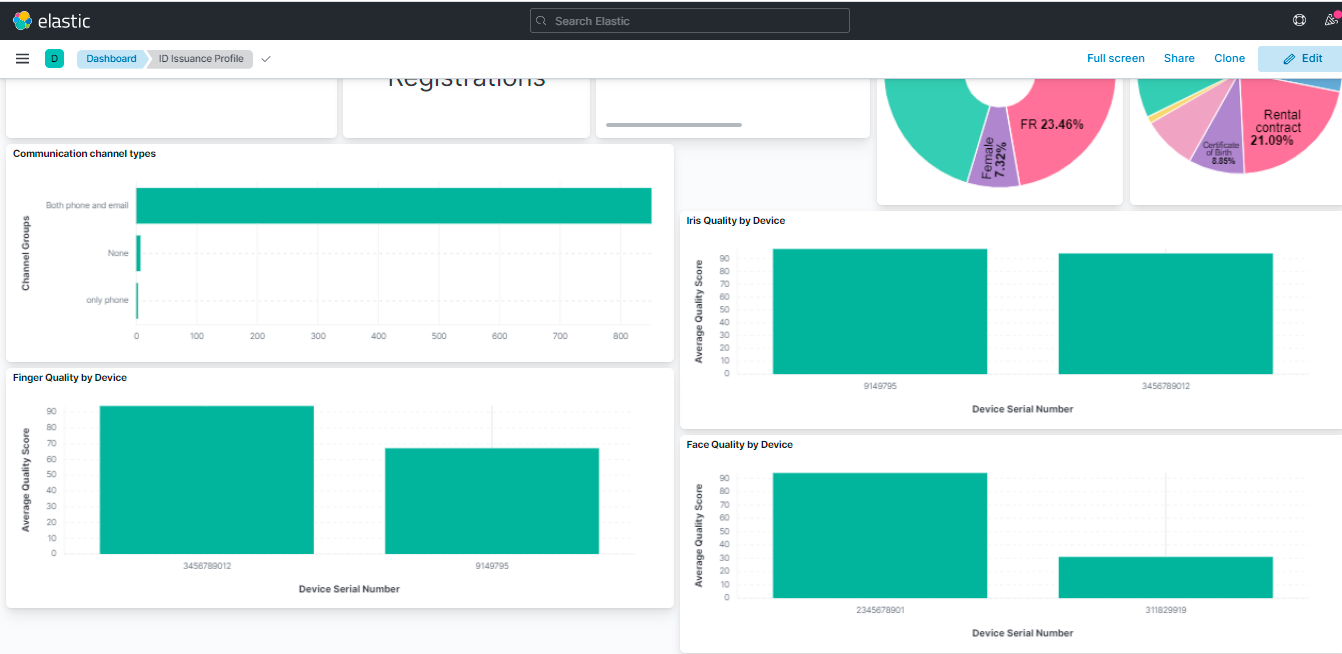 elastic
Search Elastic
D
Dashboard
ID Issuance Profile
Full screen
Share
Clone
Edit
Registrations
FR 23.46%
Female
7.32%
Rental
contract
21.09%
Certificate
of Birth
8.85%
Communication channel types
Channel Groups
Both phone and email
None
only phone
0 100 200 300 400 500 600 700 800
Iris Quality by Device
Average Quality Score
90
80
70
60
50
40
30
20
10
0
9149795 3456789012
Device Serial Number
Finger Quality by Device
Average Quality Score
90
80
70
60
50
40
30
20
10
0
3456789012 9149795
Device Serial Number
Face Quality by Device
Average Quality Score
90
80
70
60
50
40
30
20
10
0
2345678901 311829919
Device Serial Number